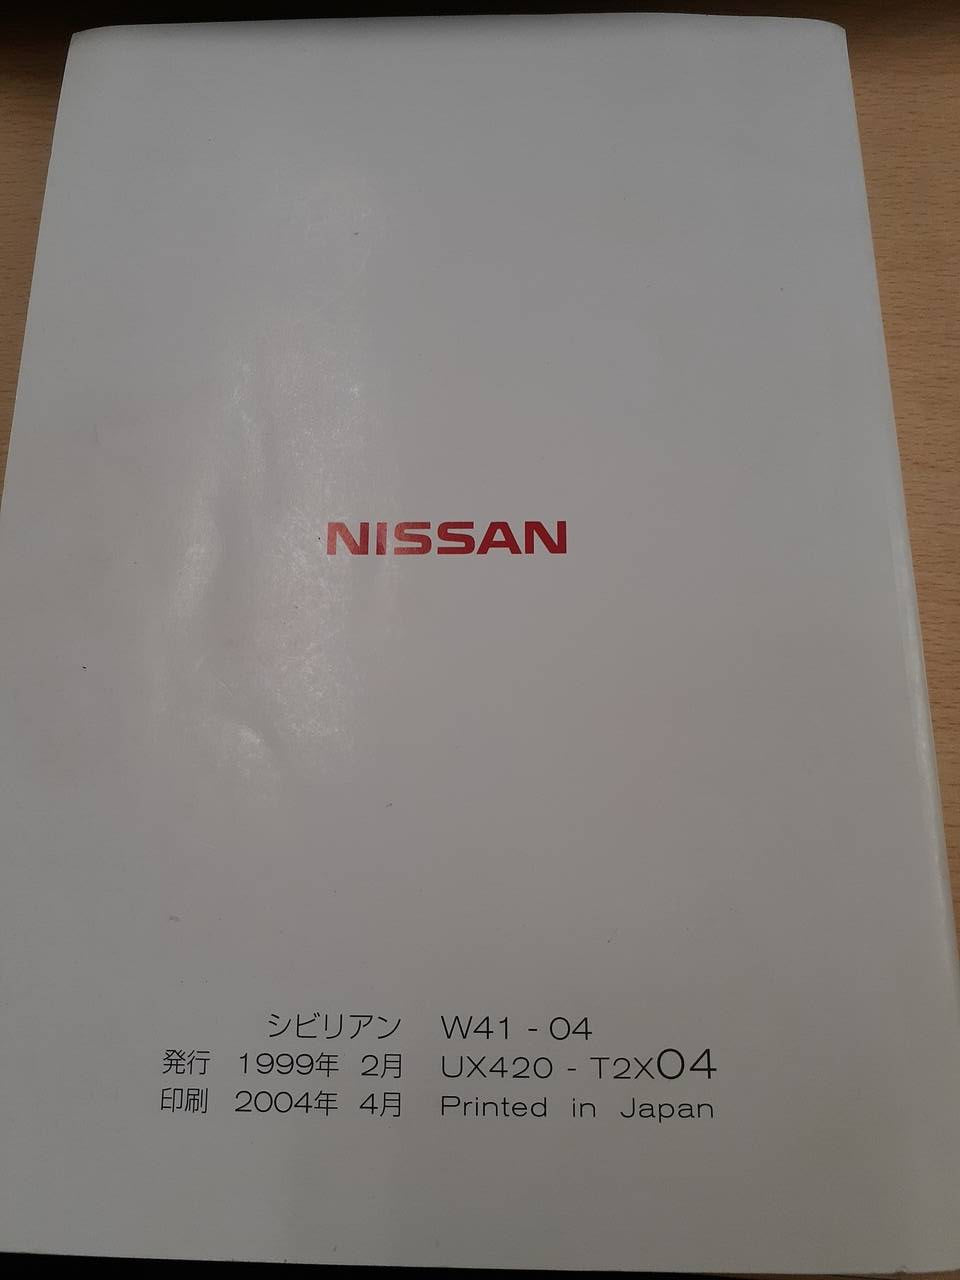 NISSAN
シビリアン W41 - 04
発行 1999年 2月 UX420 - T2X04
印刷 2004年 4月 Printed in Japan